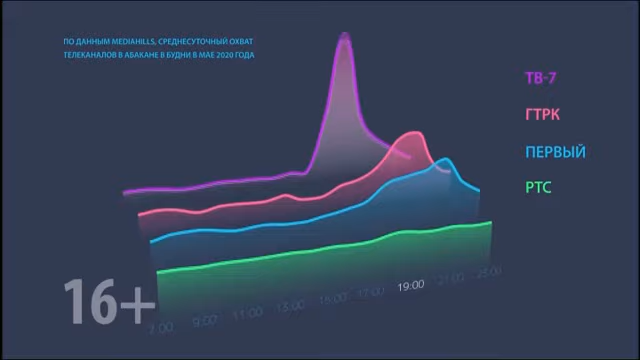 ПО ДАННЫМ MEDIAHILLS, СРЕДНЕСУТОЧНЫЙ ОХВАТ
ТЕЛЕКАНАЛОВ В АБАКАНЕ В БУДНИ В МАЕ 2020 ГОДА
ТВ-7
ГТРК
ПЕРВЫЙ
РТС
16+
7:00 9:00 11:00 13:00 15:00 17:00 19:00 21:00 23:00